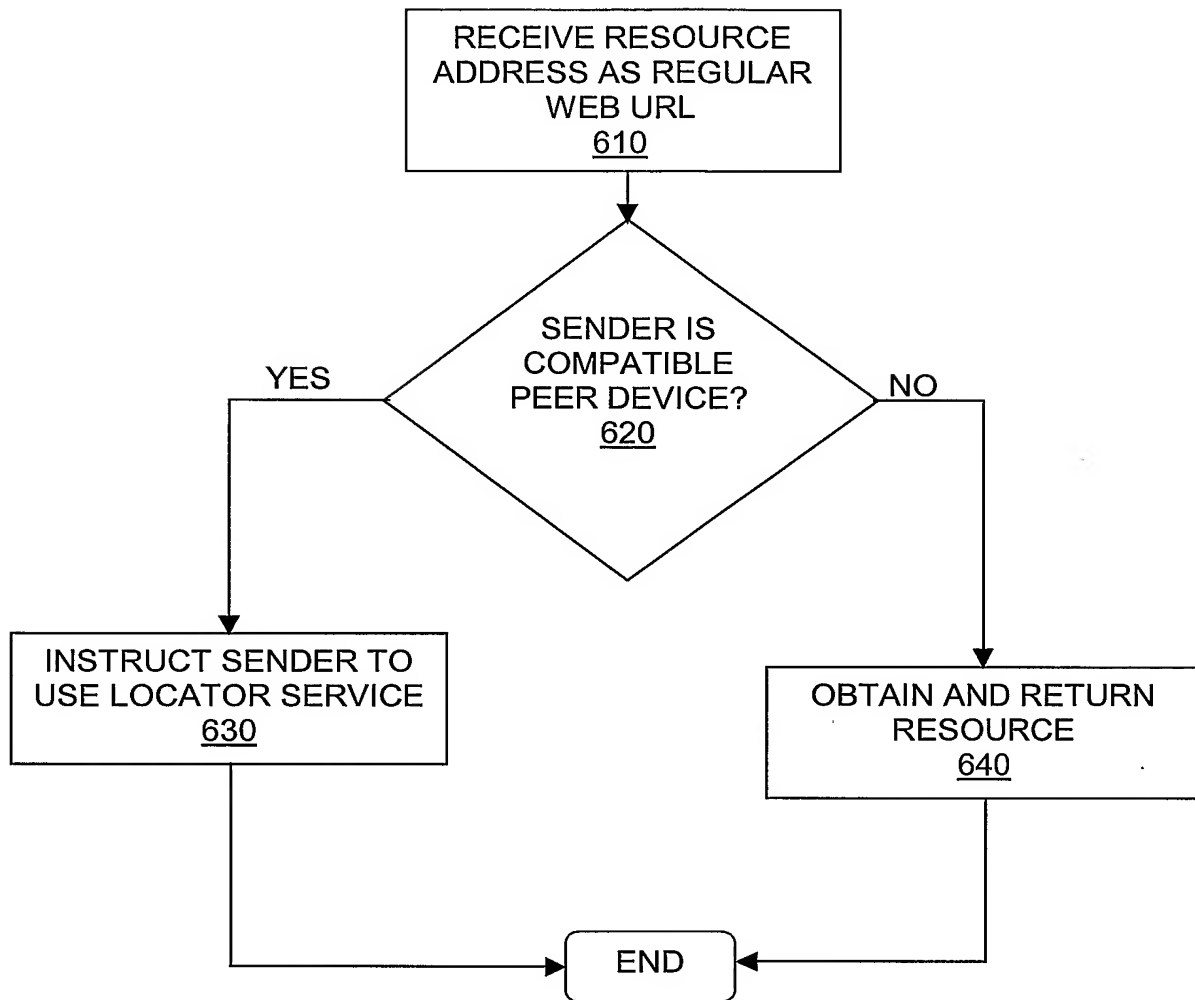 RECEIVE RESOURCE
ADDRESS AS REGULAR
WEB URL
610
SENDER IS
COMPATIBLE
PEER DEVICE?
620
YES
NO
INSTRUCT SENDER TO
USE LOCATOR SERVICE
630
OBTAIN AND RETURN
RESOURCE
640
END